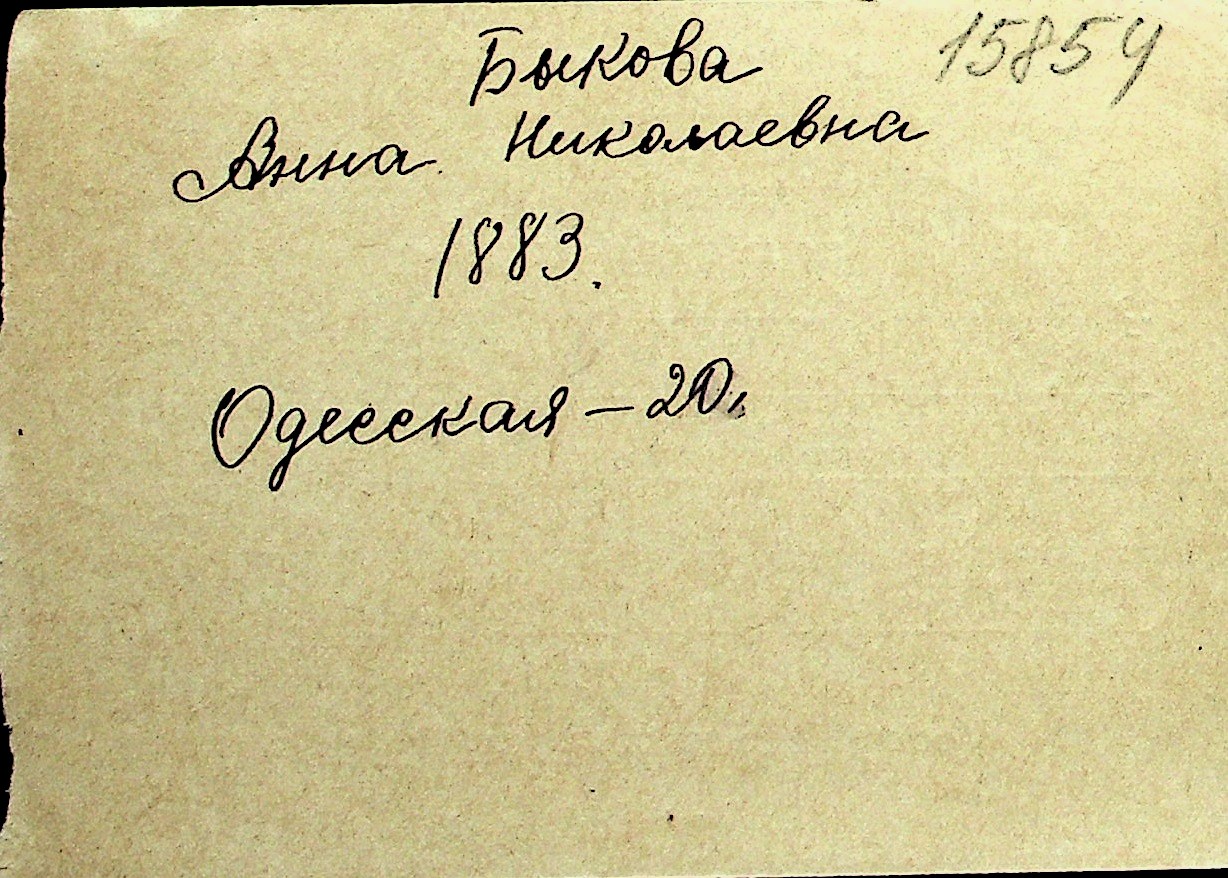 15854
Быкова
Анна Николаевна
1883.
Одесская – 20,